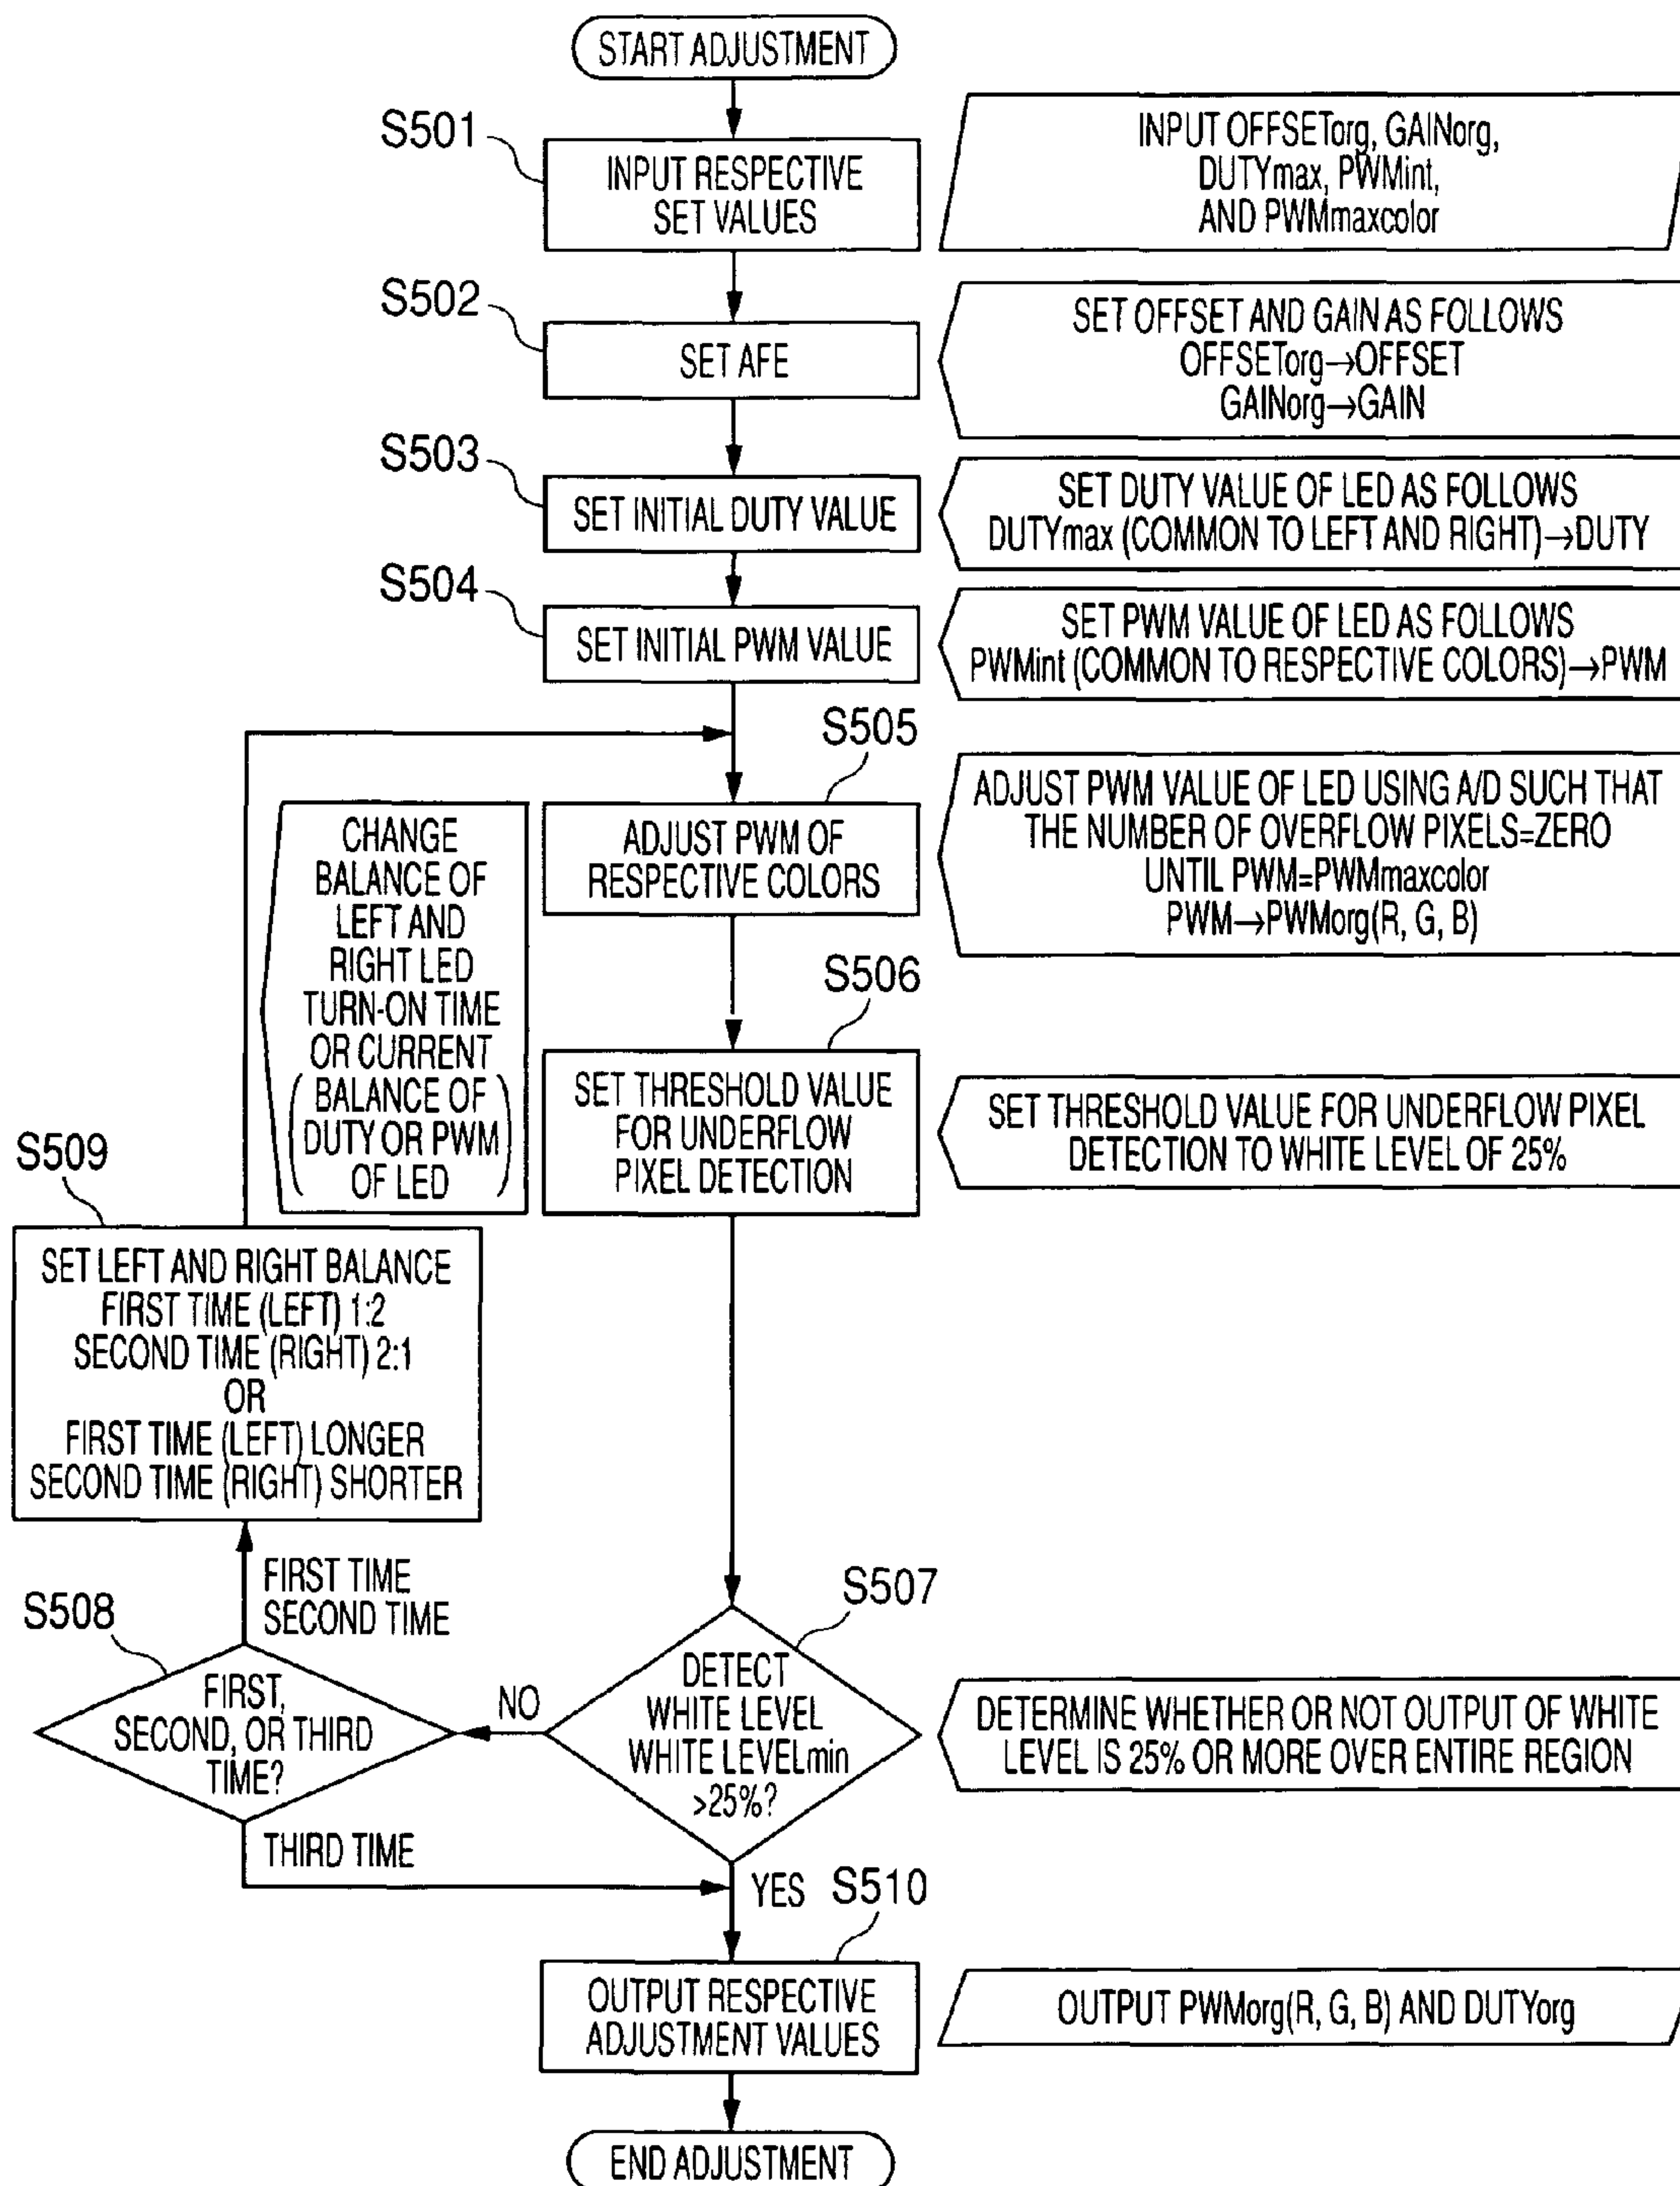 START ADJUSTMENT
S501
INPUT RESPECTIVE
SET VALUES
INPUT OFFSETorg, GAINorg,
DUTYmax, PWMint,
AND PWMmaxcolor
S502
SET AFE
SET OFFSET AND GAIN AS FOLLOWS
OFFSETorg→OFFSET
GAINorg→GAIN
S503
SET INITIAL DUTY VALUE
SET DUTY VALUE OF LED AS FOLLOWS
DUTYmax (COMMON TO LEFT AND RIGHT)→DUTY
S504
SET INITIAL PWM VALUE
SET PWM VALUE OF LED AS FOLLOWS
PWMint (COMMON TO RESPECTIVE COLORS)→PWM
S505
ADJUST PWM OF
RESPECTIVE COLORS
ADJUST PWM VALUE OF LED USING A/D SUCH THAT
THE NUMBER OF OVERFLOW PIXELS=ZERO
UNTIL PWM=PWMmaxcolor
PWM→PWMorg(R, G, B)
CHANGE
BALANCE OF
LEFT AND
RIGHT LED
TURN-ON TIME
OR CURRENT
(BALANCE OF
DUTY OR PWM
OF LED)
S506
SET THRESHOLD VALUE
FOR UNDERFLOW
PIXEL DETECTION
SET THRESHOLD VALUE FOR UNDERFLOW PIXEL
DETECTION TO WHITE LEVEL OF 25%
S509
SET LEFT AND RIGHT BALANCE
FIRST TIME (LEFT) 1:2
SECOND TIME (RIGHT) 2:1
OR
FIRST TIME (LEFT) LONGER
SECOND TIME (RIGHT) SHORTER
FIRST TIME
SECOND TIME
S508
FIRST,
SECOND, OR THIRD
TIME?
NO
S507
DETECT
WHITE LEVEL
WHITE LEVELmin
>25%?
DETERMINE WHETHER OR NOT OUTPUT OF WHITE
LEVEL IS 25% OR MORE OVER ENTIRE REGION
THIRD TIME
YES
S510
OUTPUT RESPECTIVE
ADJUSTMENT VALUES
OUTPUT PWMorg(R, G, B) AND DUTYorg
END ADJUSTMENT